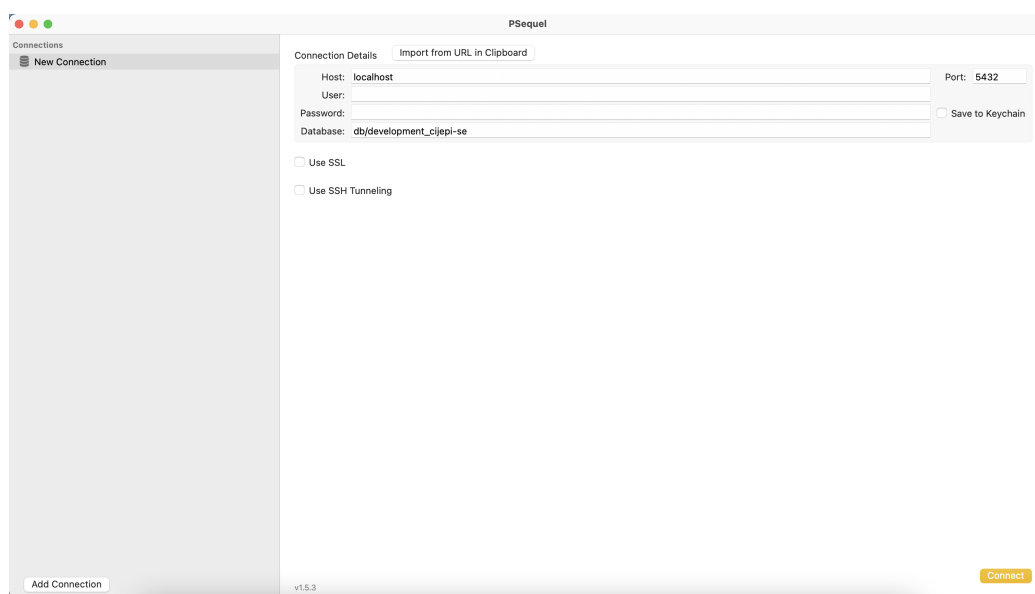 PSequel
Connections
New Connection
Connection Details Import from URL in Clipboard
Host: localhost Port: 5432
User:
Password: Save to Keychain
Database: db/development_cijepi-se
Use SSL
Use SSH Tunneling
Add Connection
v1.5.3
Connect